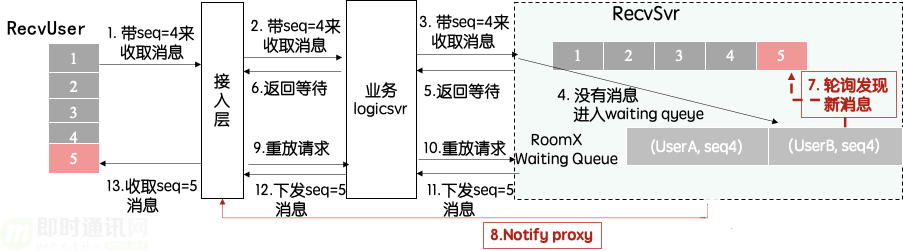 RecvUser
1
2
3
4
5
1. 带seq=4来
收取消息
13.收取seq=5
消息
接
入
层
2. 带seq=4来
收取消息
6.返回等待
9.重放请求
12.下发seq=5
消息
业务
logicsvr
3. 带seq=4来
收取消息
5.返回等待
10.重放请求
11.下发seq=5
消息
RecvSvr
1
2
3
4
5
4. 没有消息
进入waiting qyeye
7. 轮询发现
新消息
RoomX
Waiting Queue
(UserA, seq4)
(UserB, seq4)
8.Notify proxy
即时通讯网